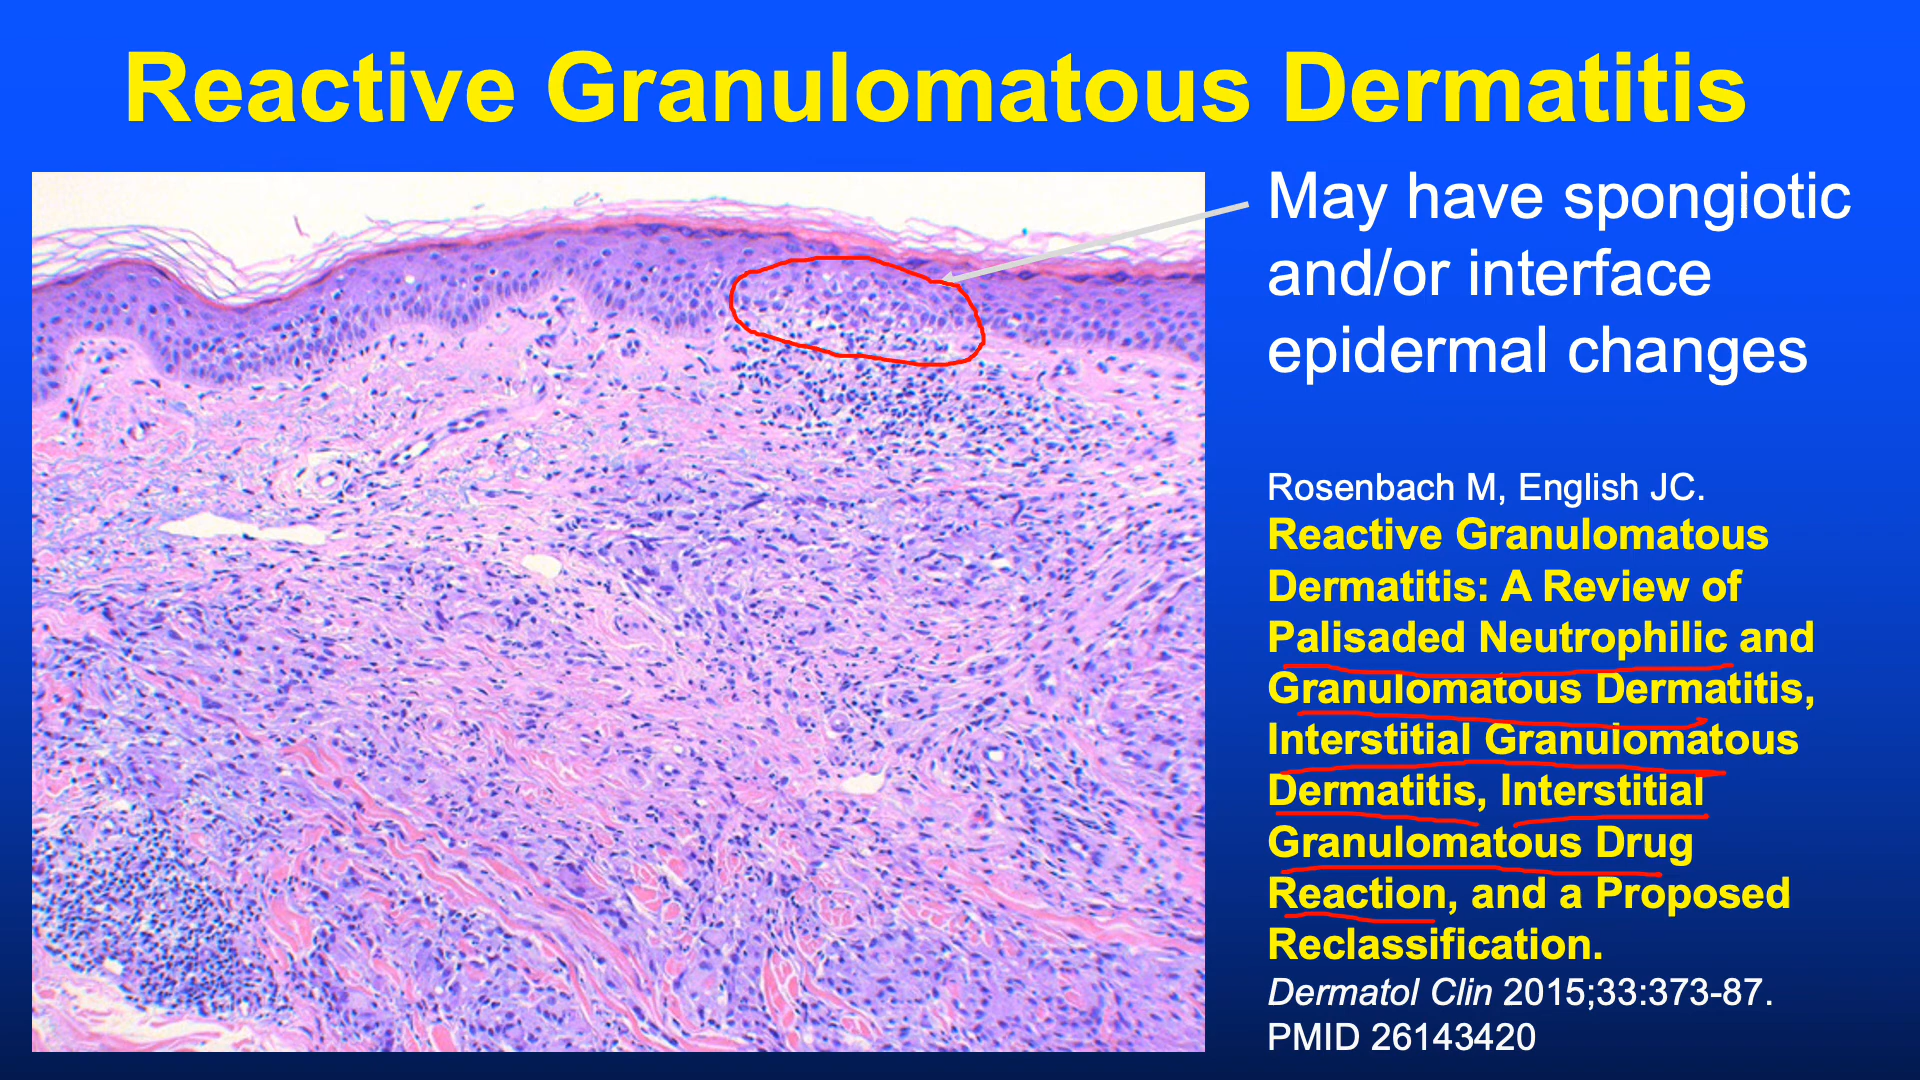 Reactive Granulomatous Dermatitis
May have spongiotic
and/or interface
epidermal changes
Rosenbach M, English JC.
Reactive Granulomatous
Dermatitis: A Review of
Palisaded Neutrophilic and
Granulomatous Dermatitis,
Interstitial Granulomatous
Dermatitis, Interstitial
Granulomatous Drug
Reaction, and a Proposed
Reclassification.
Dermatol Clin 2015;33:373-87.
PMID 26143420